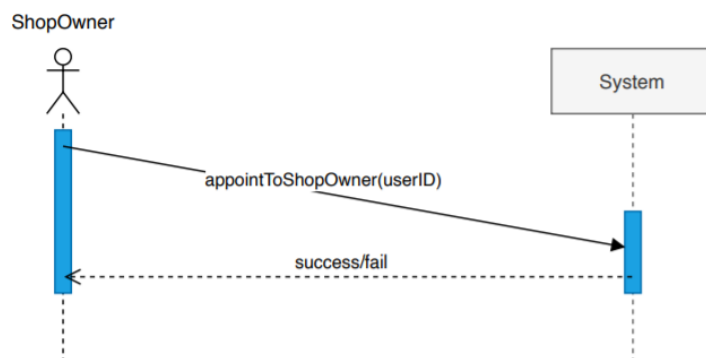 ShopOwner
System
appointToShopOwner(userID)
success/fail